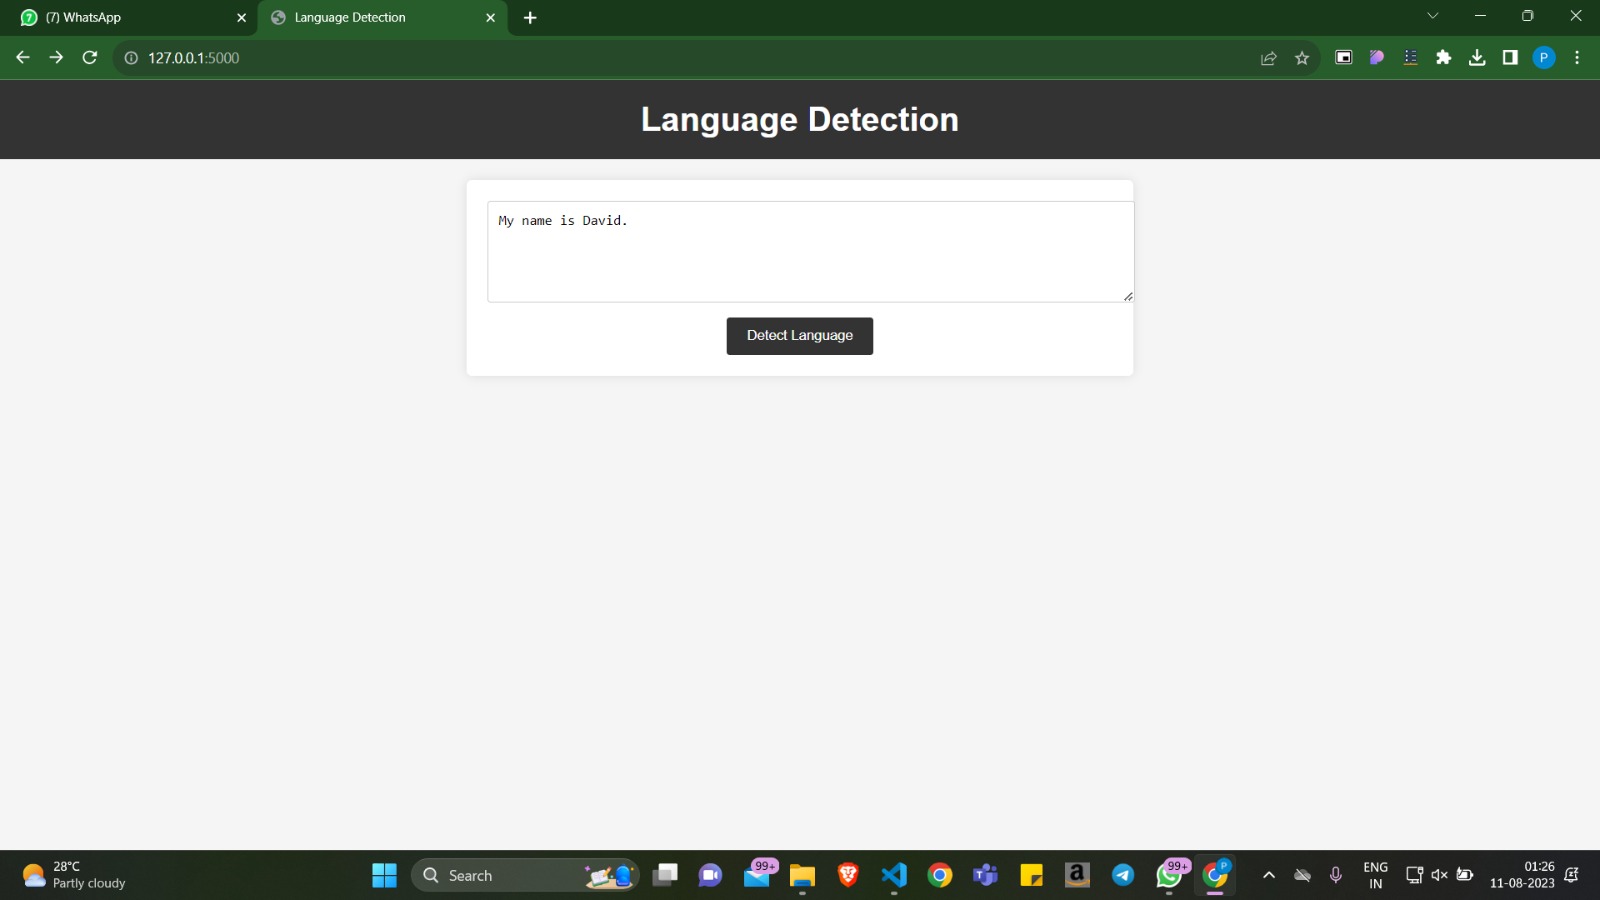 (7) WhatsApp
Language Detection
127.0.0.1:5000
P
Language Detection
My name is David.
Detect Language
28°C
Partly cloudy
Search
99+
99+
P
ENG
IN
01:26
11-08-2023